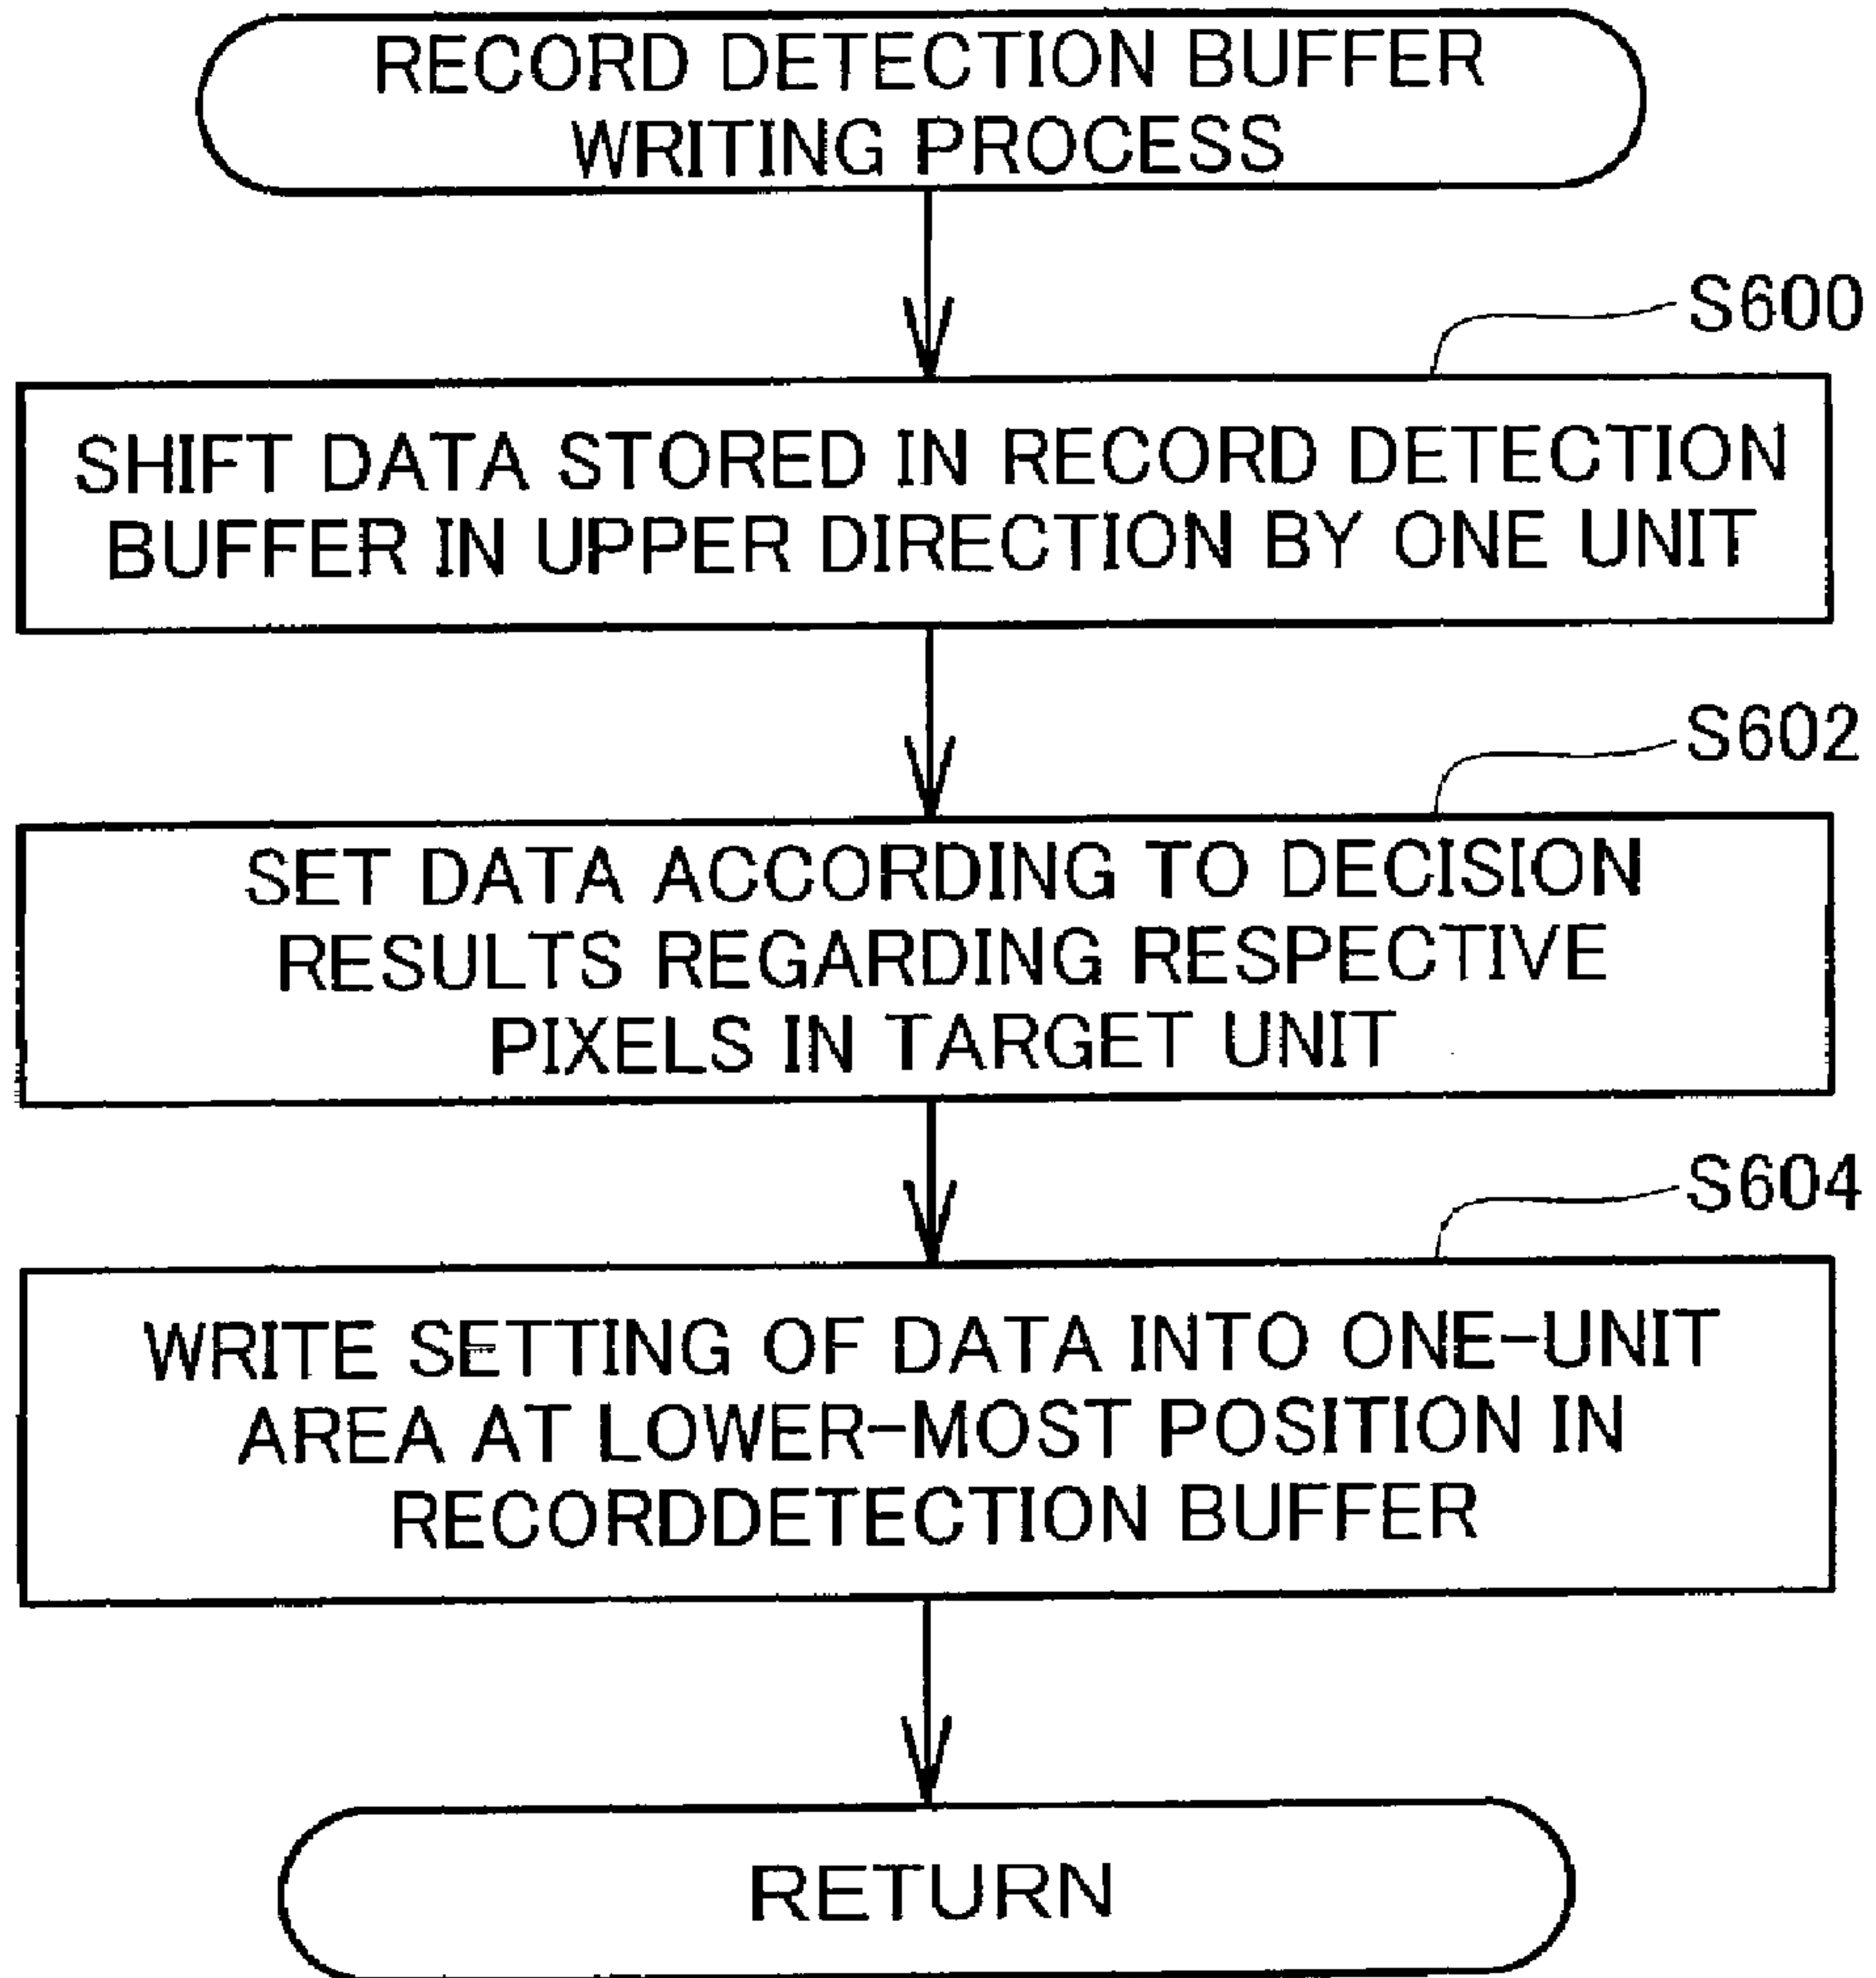 RECORD DETECTION BUFFER
WRITING PROCESS
S600
SHIFT DATA STORED IN RECORD DETECTION
BUFFER IN UPPER DIRECTION BY ONE UNIT
S602
SET DATA ACCORDING TO DECISION
RESULTS REGARDING RESPECTIVE
PIXELS IN TARGET UNIT
S604
WRITE SETTING OF DATA INTO ONE-UNIT
AREA AT LOWER-MOST POSITION IN
RECORDDETECTION BUFFER
RETURN